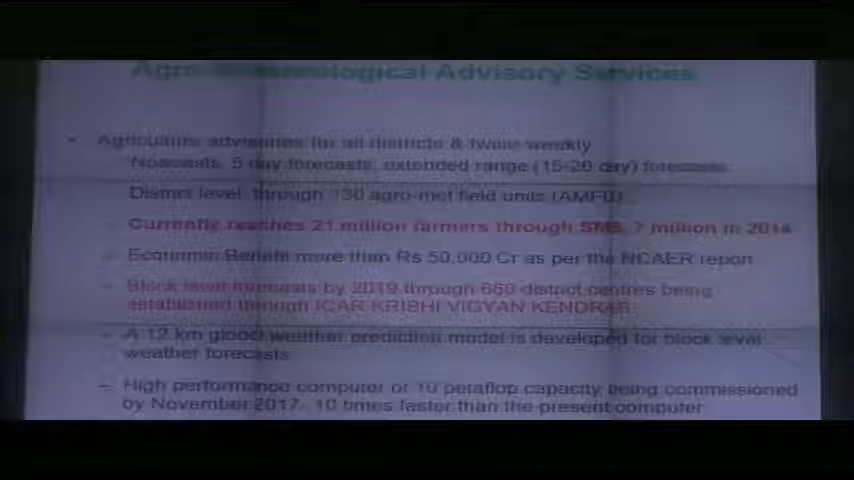 Agro Meteorological Advisory Services
• Agriculture advisories for all districts & twice weekly
Nowcasts, 5 day forecasts, extended range (15-20 day) forecasts
District level through 130 agro-met field units (AMFU)
Currently reaches 21 million farmers through SMS, 7 million in 2014
– Economic Benefit more than Rs 50,000 Cr as per the NCAER report
– Block level forecasts by 2019 through 660 district centres being
established through ICAR KRISHI VIGYAN KENDRAS
– A 12 km global weather prediction model is developed for block level
weather forecasts
– High performance computer of 10 petaflop capacity being commissioned
by November 2017- 10 times faster than the present computer